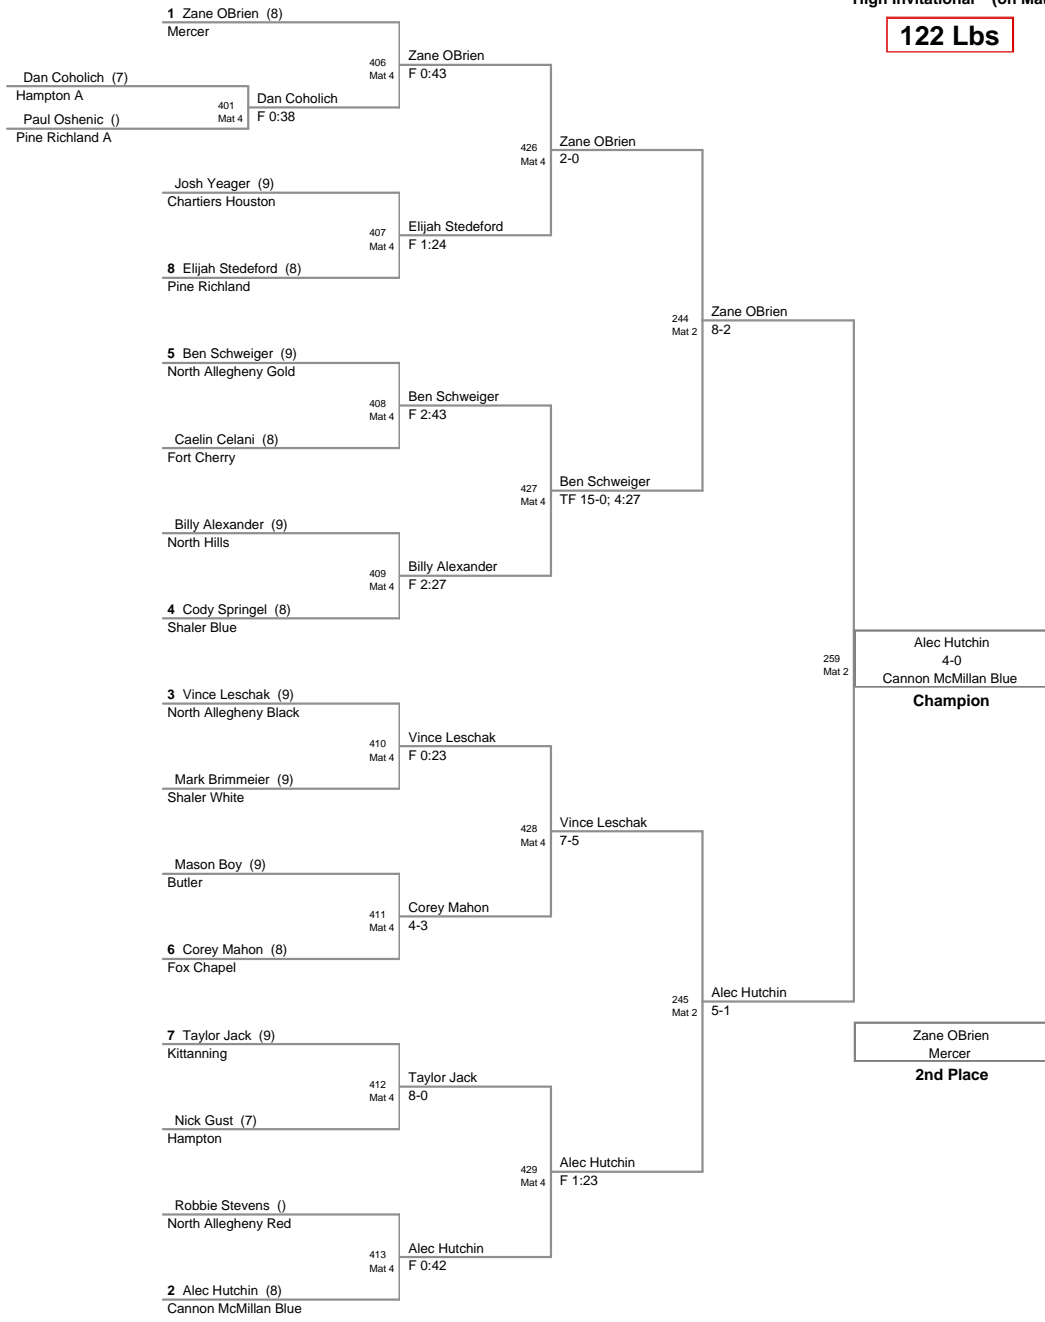 High Invitational (on Mat
122 Lbs
1 Zane OBrien (8)
Mercer
Dan Coholich (7)
Hampton A
Paul Oshenic ()
Pine Richland A
401
Mat 4
Dan Coholich
F 0:38
406
Mat 4
Zane OBrien
F 0:43
Josh Yeager (9)
Chartiers Houston
8 Elijah Stedeford (8)
Pine Richland
407
Mat 4
Elijah Stedeford
F 1:24
426
Mat 4
Zane OBrien
2-0
5 Ben Schweiger (9)
North Allegheny Gold
Caelin Celani (8)
Fort Cherry
408
Mat 4
Ben Schweiger
F 2:43
Billy Alexander (9)
North Hills
4 Cody Springel (8)
Shaler Blue
409
Mat 4
Billy Alexander
F 2:27
427
Mat 4
Ben Schweiger
TF 15-0; 4:27
244
Mat 2
Zane OBrien
8-2
3 Vince Leschak (9)
North Allegheny Black
Mark Brimmeier (9)
Shaler White
410
Mat 4
Vince Leschak
F 0:23
Mason Boy (9)
Butler
6 Corey Mahon (8)
Fox Chapel
411
Mat 4
Corey Mahon
4-3
428
Mat 4
Vince Leschak
7-5
7 Taylor Jack (9)
Kittanning
Nick Gust (7)
Hampton
412
Mat 4
Taylor Jack
8-0
Robbie Stevens ()
North Allegheny Red
2 Alec Hutchin (8)
Cannon McMillan Blue
413
Mat 4
Alec Hutchin
F 0:42
429
Mat 4
Alec Hutchin
F 1:23
245
Mat 2
Alec Hutchin
5-1
259
Mat 2
Alec Hutchin
4-0
Cannon McMillan Blue
Champion
Zane OBrien
Mercer
2nd Place